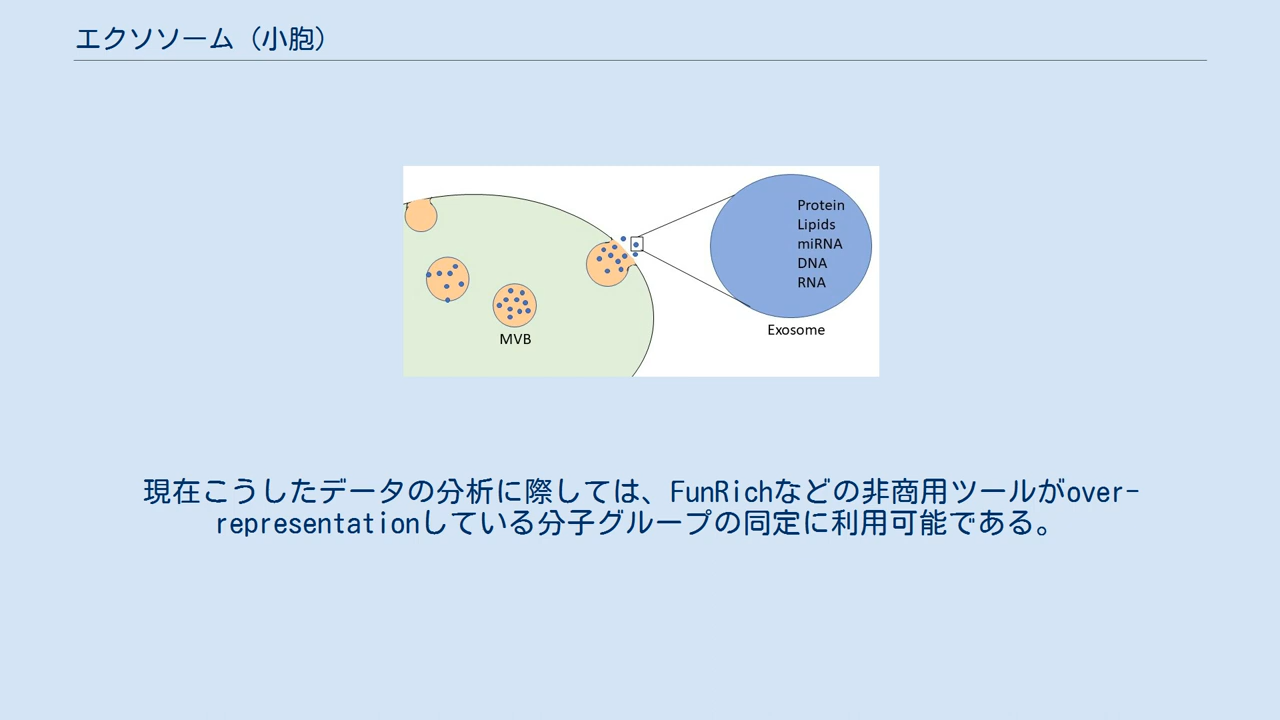 エクソソーム（小胞）
Protein
Lipids
miRNA
DNA
RNA
Exosome
MVB
現在こうしたデータの分析に際しては、FunRichなどの非商用ツールがover-
representationしている分子グループの同定に利用可能である。